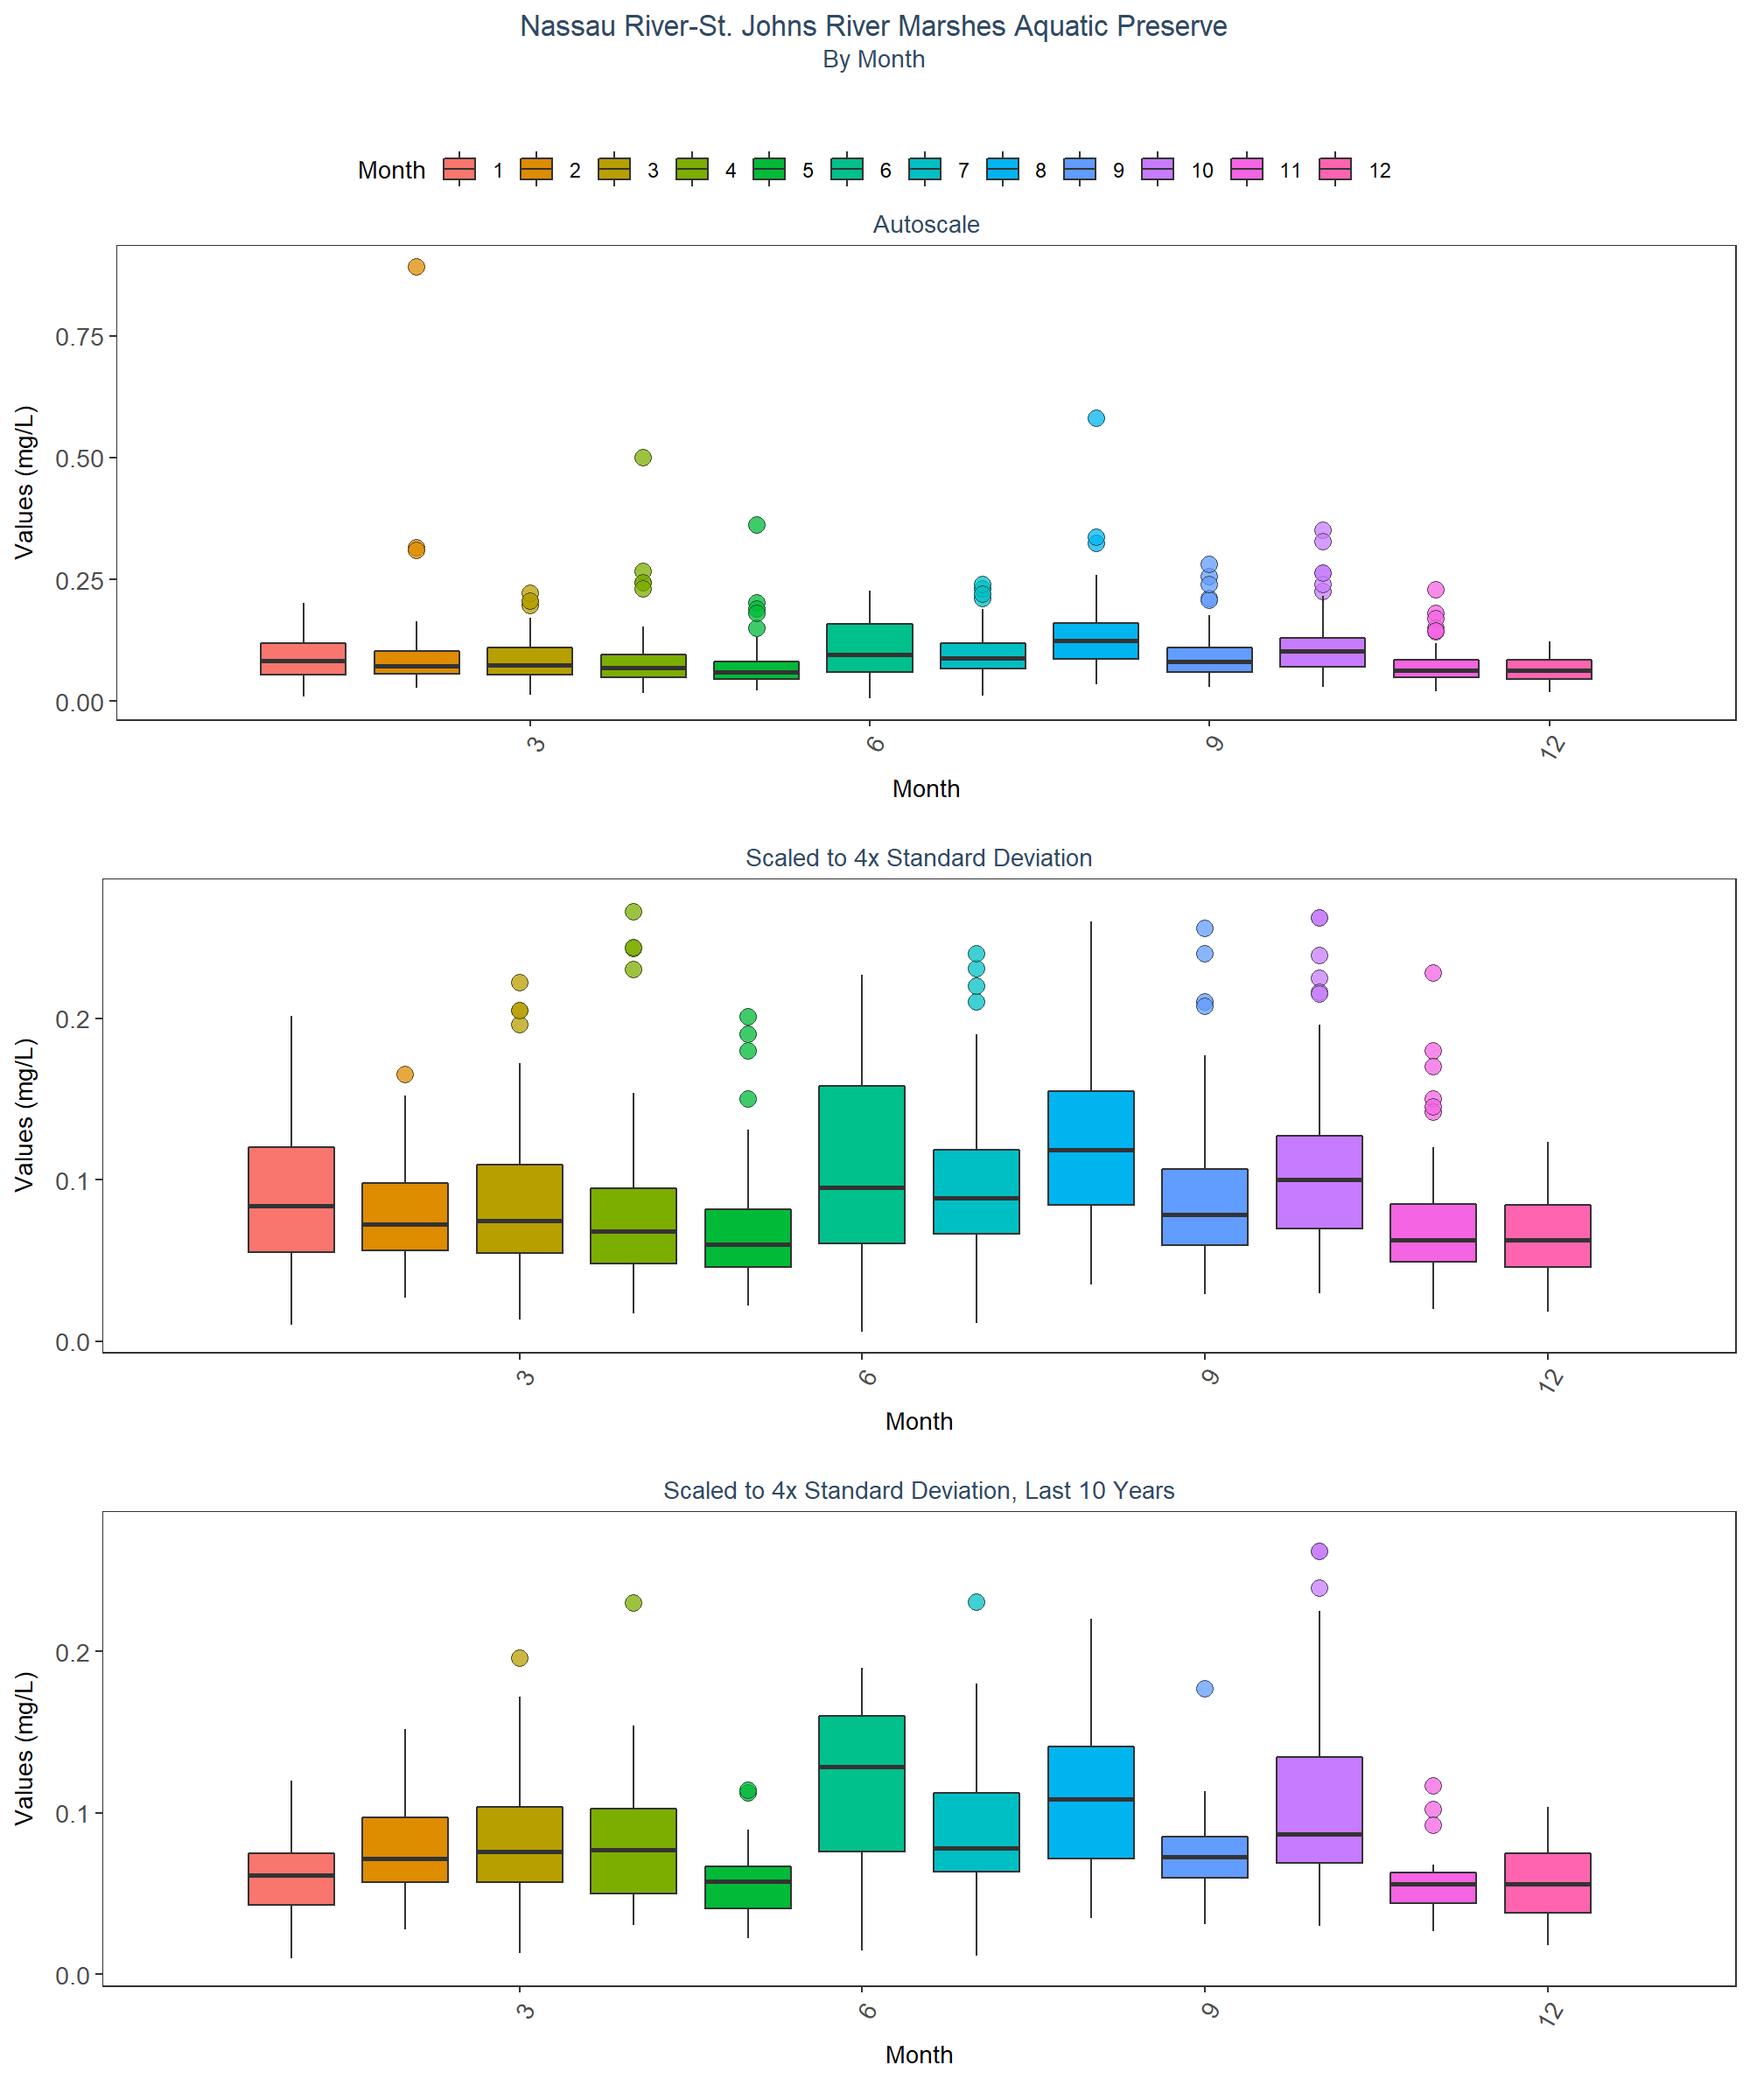 Nassau River-St. Johns River Marshes Aquatic Preserve
By Month
Month 1 2 3 4 5 6 7 8 9 10 11 12
Autoscale
Values (mg/L)
0.75
0.50
0.25
0.00
3 6 9 12
Month
Scaled to 4x Standard Deviation
Values (mg/L)
0.2
0.1
0.0
3 6 9 12
Month
Scaled to 4x Standard Deviation, Last 10 Years
Values (mg/L)
0.2
0.1
0.0
3 6 9 12
Month